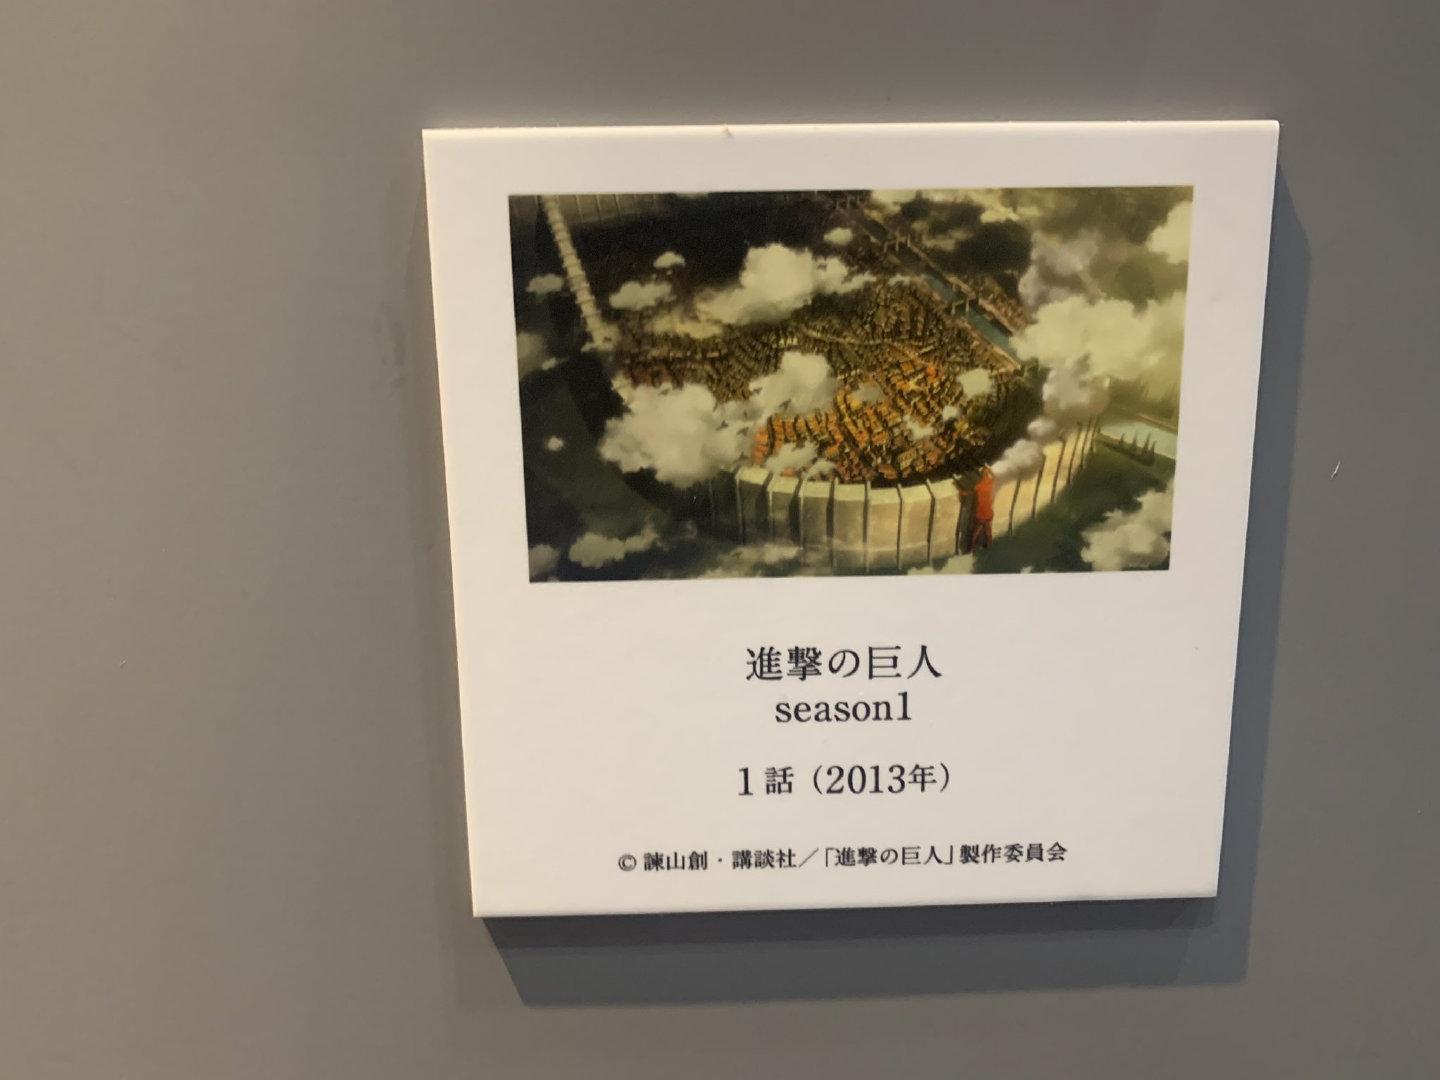 進撃の巨人
season1
1話（2013年）
© 諫山創・講談社／「進撃の巨人」製作委員会